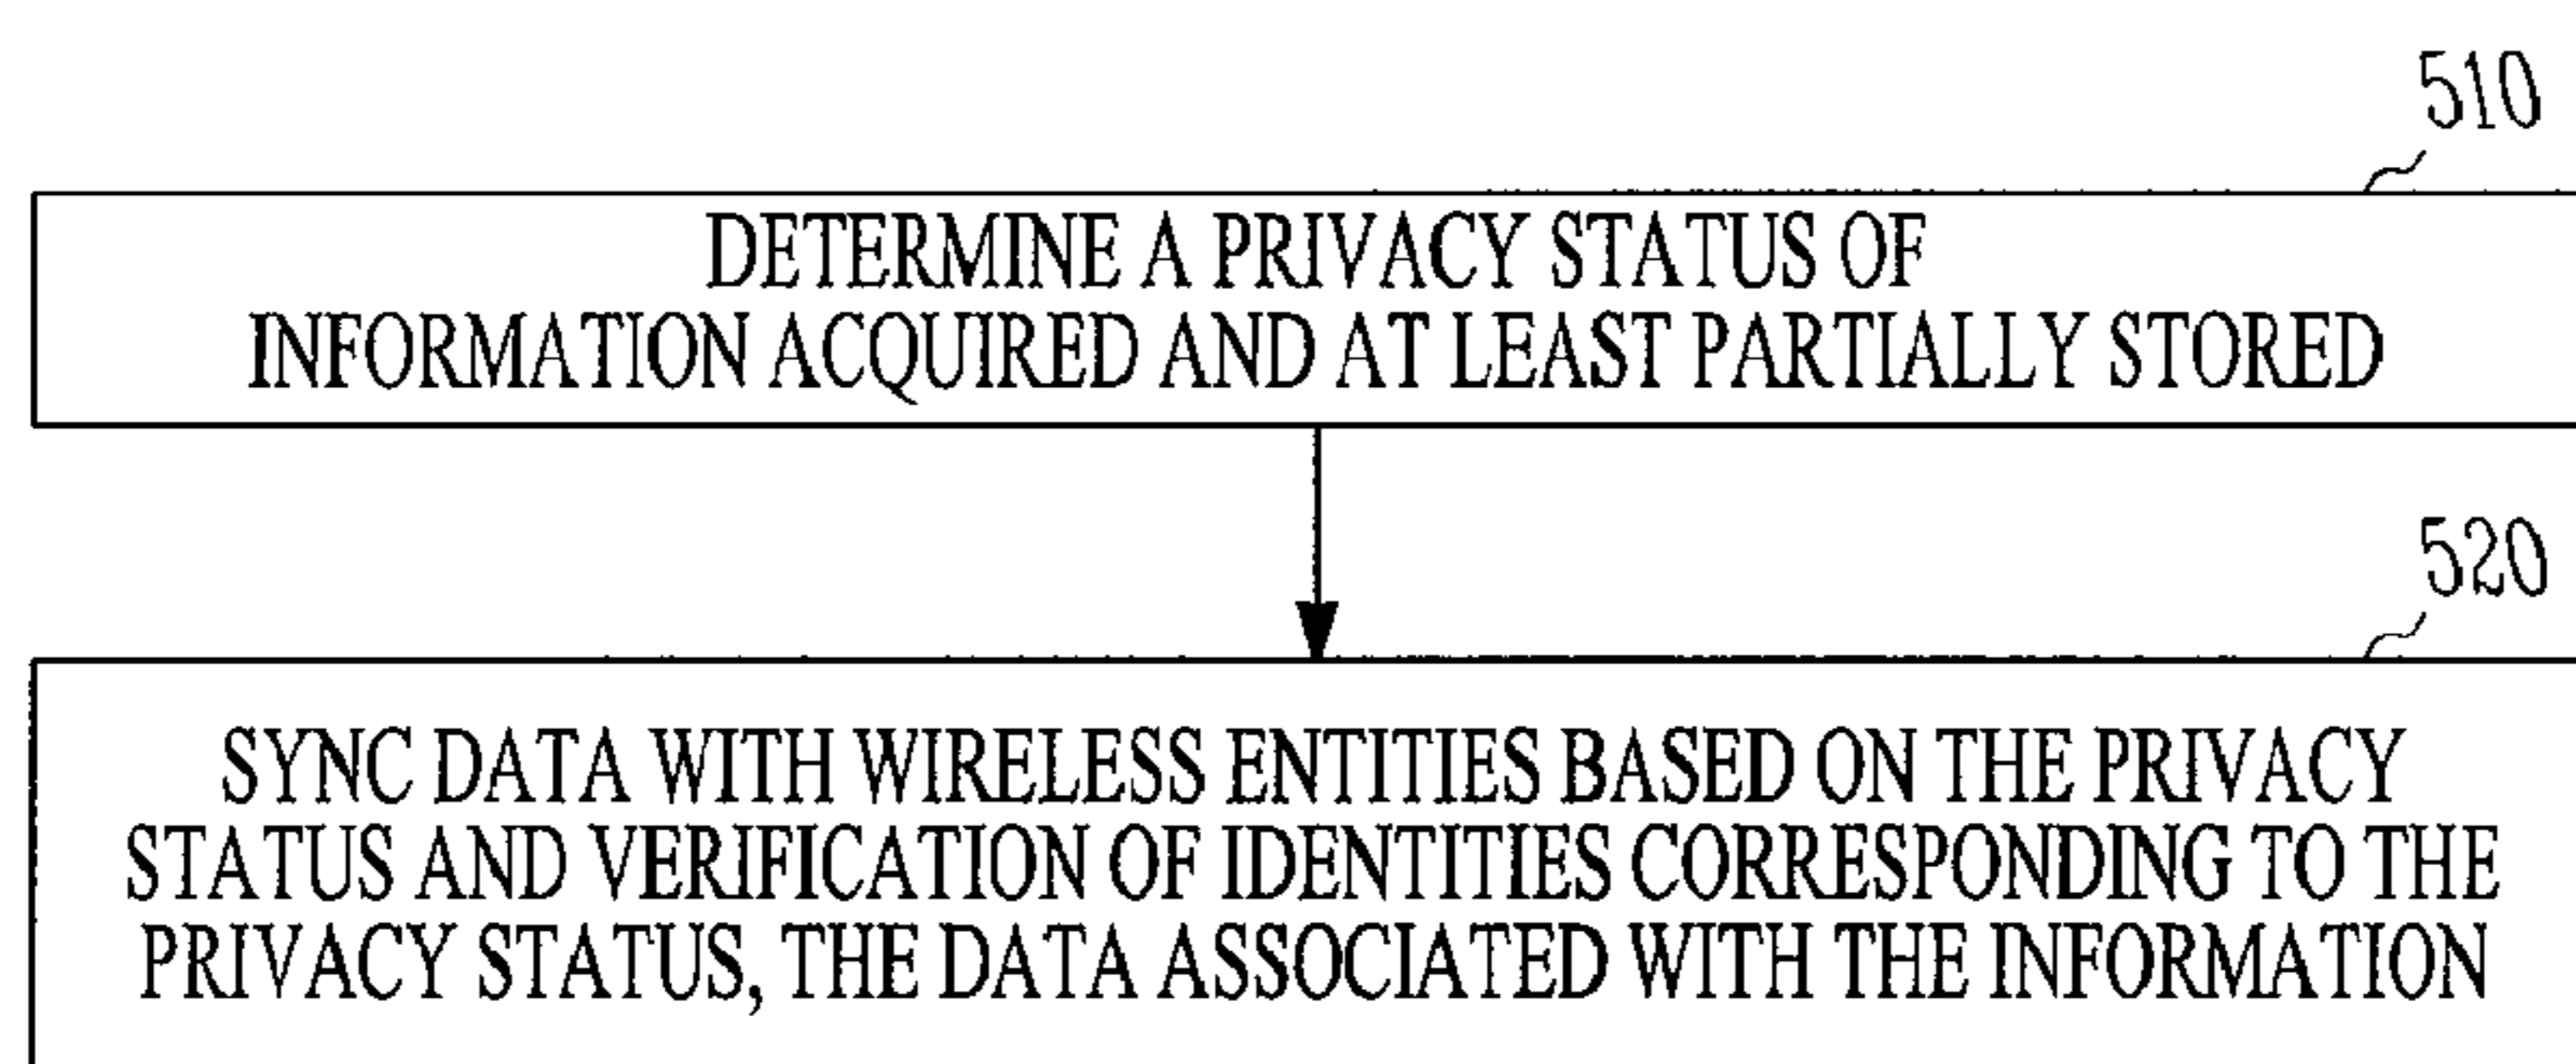 510
DETERMINE A PRIVACY STATUS OF
INFORMATION ACQUIRED AND AT LEAST PARTIALLY STORED
520
SYNC DATA WITH WIRELESS ENTITIES BASED ON THE PRIVACY
STATUS AND VERIFICATION OF IDENTITIES CORRESPONDING TO THE
PRIVACY STATUS, THE DATA ASSOCIATED WITH THE INFORMATION